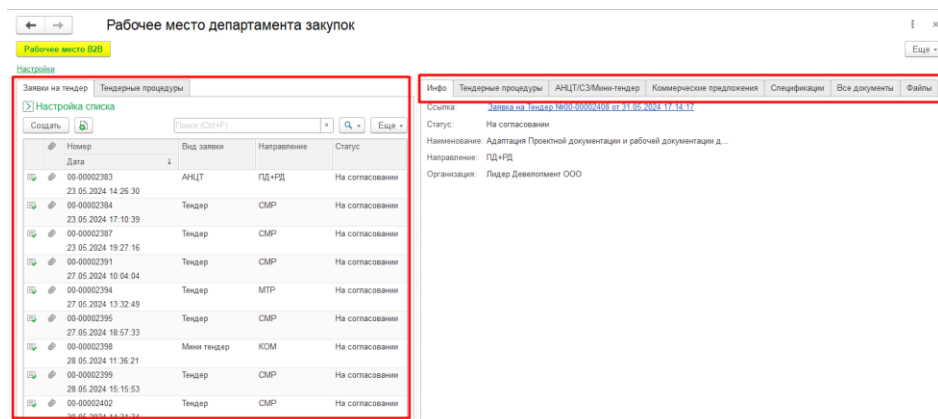 Рабочее место департамента закупок
Рабочее место B2B
Еще
Настройки
Заявки на тендер Тендерные процедуры
Настройка списка
Создать Поиск (Ctrl+F) × Еще
Номер Вид заявки Направление Статус
Дата ↓
00-00002383 АНЦТ ПД+РД На согласовании
23.05.2024 14:26:30
00-00002384 Тендер СМР На согласовании
23.05.2024 17:10:39
00-00002387 Тендер СМР На согласовании
23.05.2024 19:27:16
00-00002391 Тендер СМР На согласовании
27.05.2024 10:04:04
00-00002394 Тендер МТР На согласовании
27.05.2024 13:32:49
00-00002395 Тендер СМР На согласовании
27.05.2024 18:57:33
00-00002398 Мини тендер КОМ На согласовании
28.05.2024 11:36:21
00-00002399 Тендер СМР На согласовании
28.05.2024 15:15:53
00-00002402 Тендер СМР На согласовании
Инфо Тендерные процедуры АНЦТ/СЗ/Мини-тендер Коммерческие предложения Спецификации Все документы Файлы
Ссылка: Заявка на Тендер №00-00002408 от 31.05.2024 17:14:17
Статус: На согласовании
Наименование: Адаптация Проектной документации и рабочей документации д...
Направление: ПД+РД
Организация: Лидер Девелопмент ООО